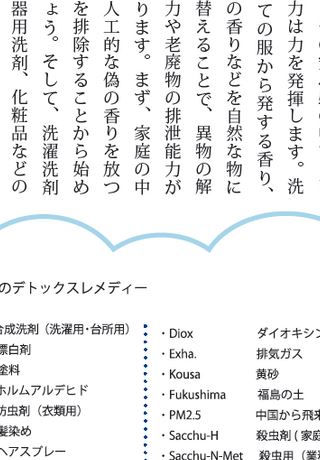 力は力を発揮します。洗
ての服から発する香り、
の香りなどを自然な物に
替えることで、異物の解
力や老廃物の排泄能力が
ります。まず、家庭の中
人工的な偽の香りを放つ
を排除することから始め
ょう。そして、洗濯洗剤
器用洗剤、化粧品などの
のデトックスレメディー
合成洗剤（洗濯用･台所用）
漂白剤
塗料
ホルムアルデヒド
防虫剤（衣類用）
髪染め
ヘアスプレー
・Diox ダイオキシン
・Exha. 排気ガス
・Kousa 黄砂
・Fukushima 福島の土
・PM2.5 中国から飛来
・Sacchu-H 殺虫剤 ( 家庭
・Sacchu-N-Met 殺虫用（業